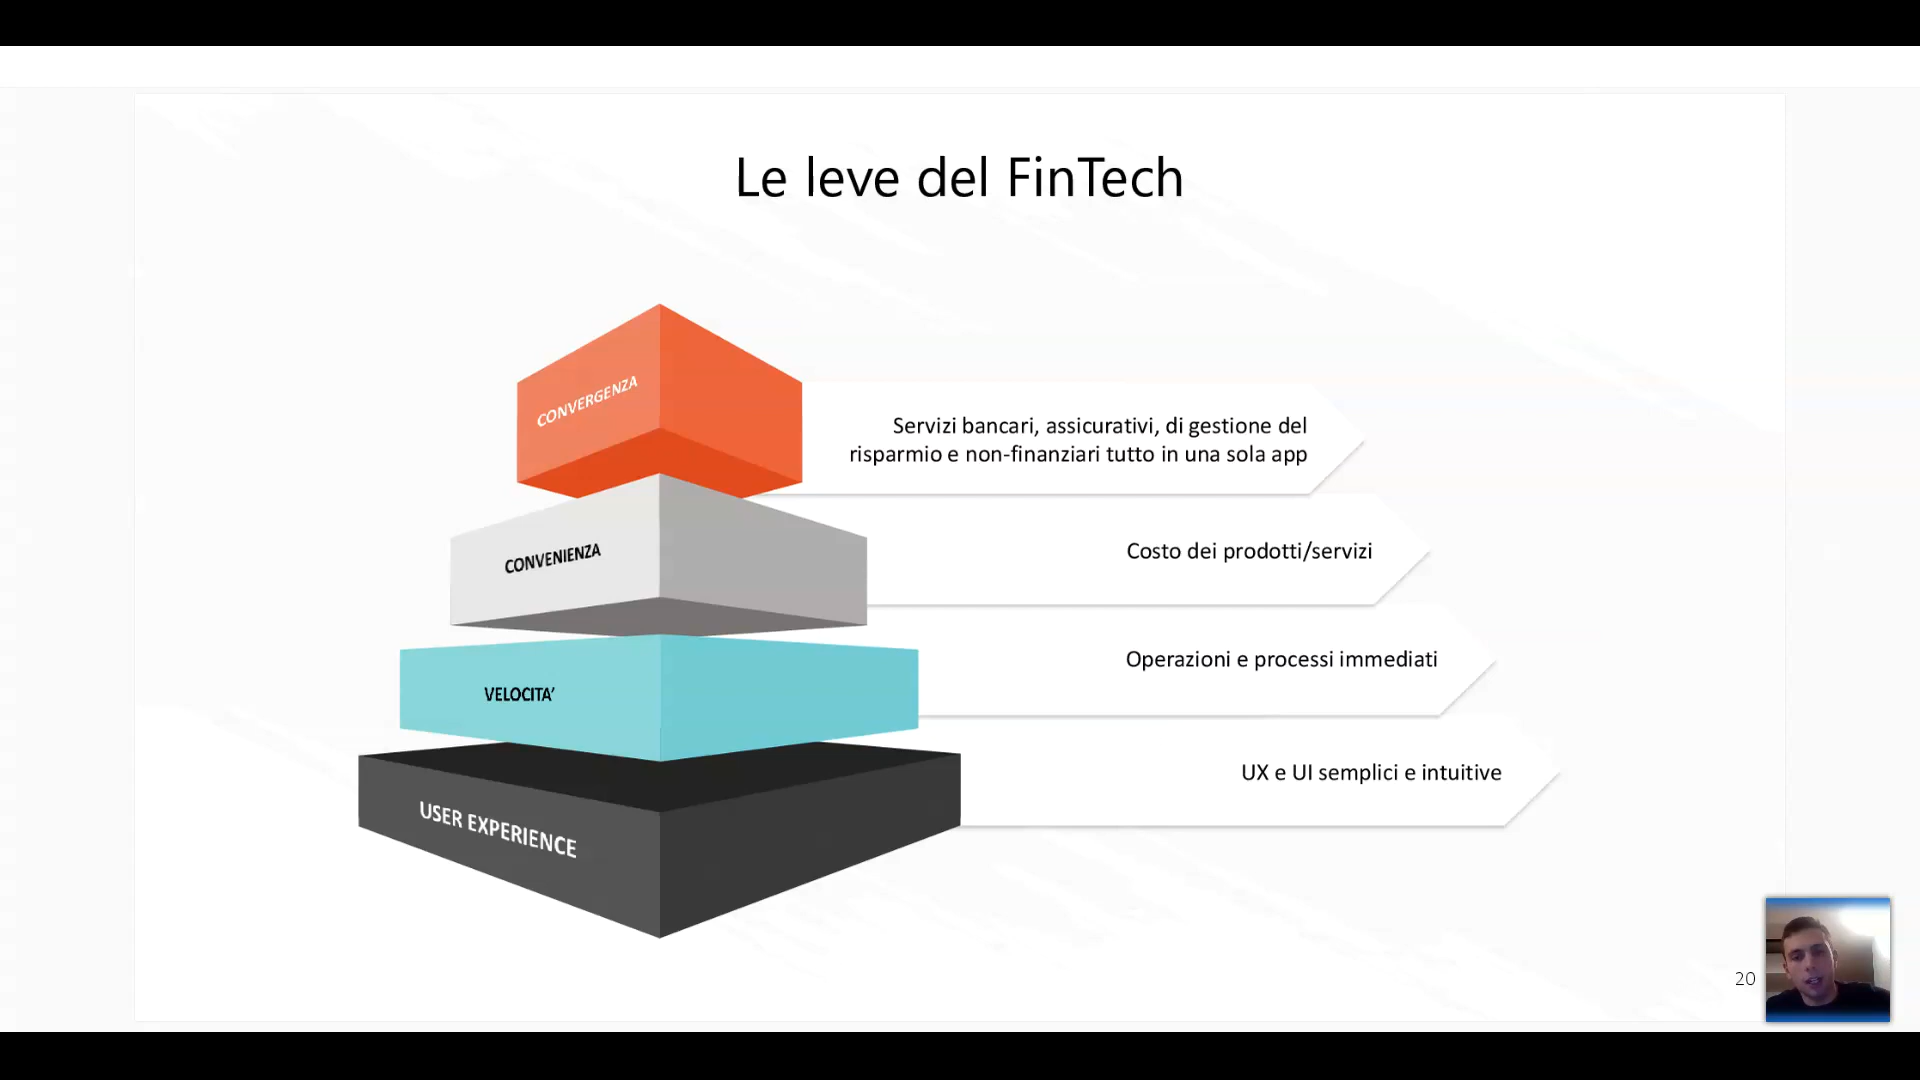 Le leve del FinTech
CONVERGENZA
Servizi bancari, assicurativi, di gestione del
risparmio e non-finanziari tutto in una sola app
CONVENIENZA
Costo dei prodotti/servizi
VELOCITA’
Operazioni e processi immediati
USER EXPERIENCE
UX e UI semplici e intuitive
20